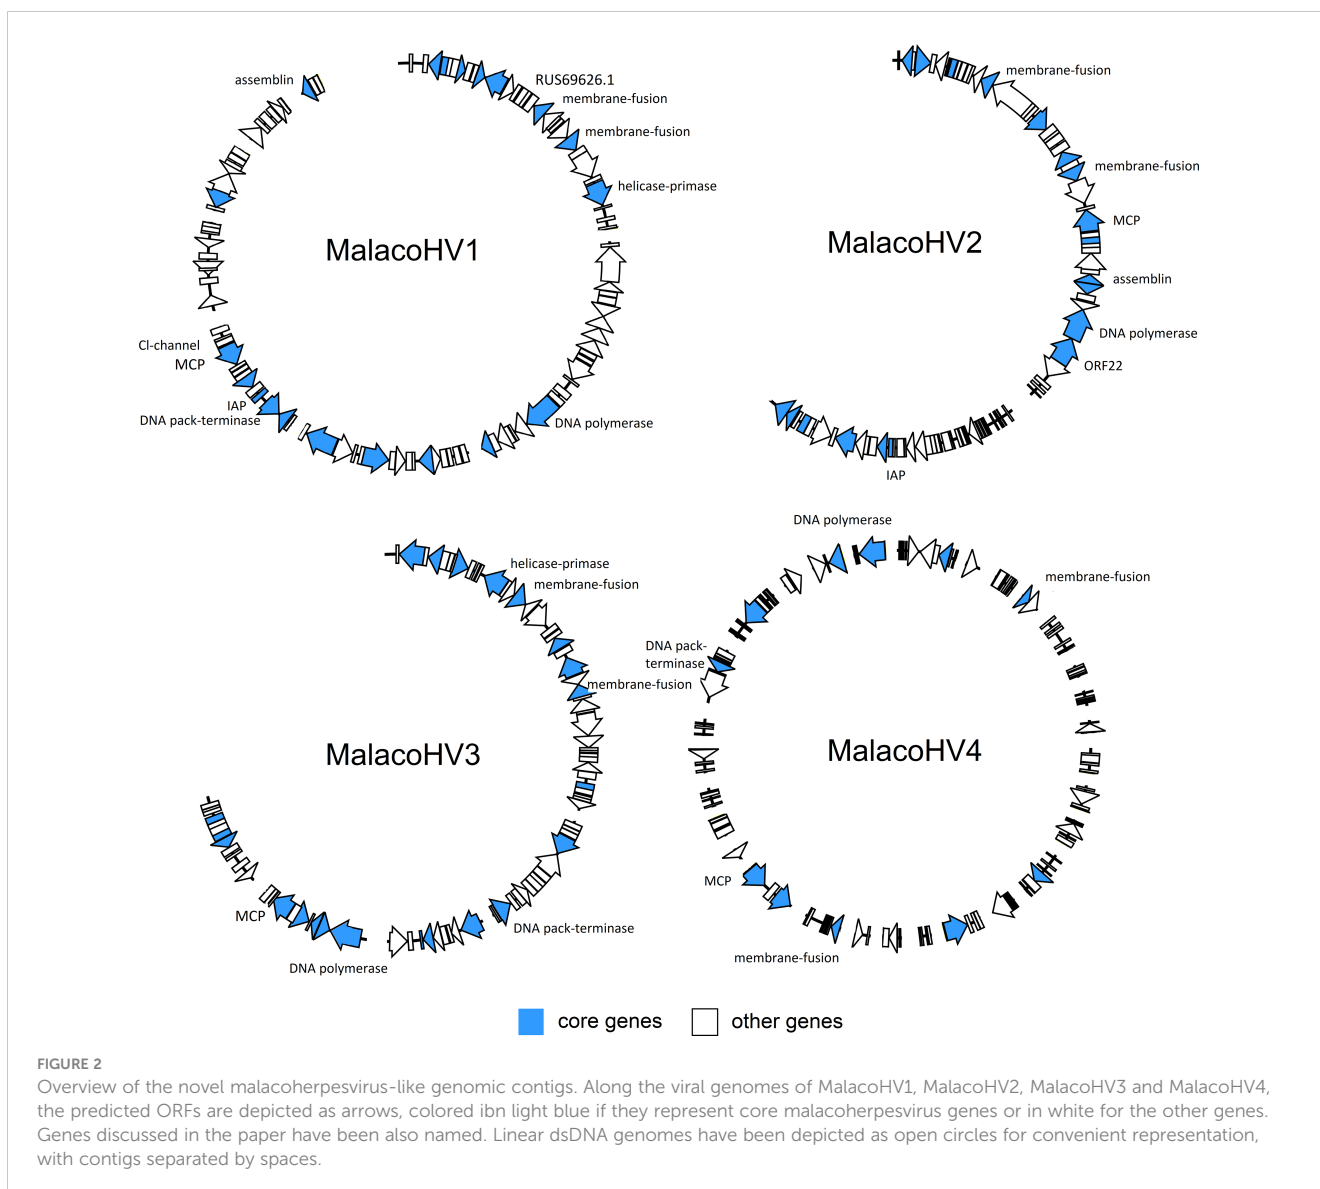 assemblin
RUS69626.1
membrane-fusion
membrane-fusion
helicase-primase
MalacoHV1
Cl-channel
MCP
IAP
DNA pack-terminase
DNA polymerase
membrane-fusion
membrane-fusion
MCP
MalacoHV2
assemblin
DNA polymerase
ORF22
IAP
helicase-primase
membrane-fusion
membrane-fusion
MalacoHV3
MCP
DNA pack-terminase
DNA polymerase
DNA polymerase
membrane-fusion
DNA pack-
terminase
MalacoHV4
MCP
membrane-fusion
core genes
other genes
FIGURE 2
Overview of the novel malacoherpesvirus-like genomic contigs. Along the viral genomes of MalacoHV1, MalacoHV2, MalacoHV3 and MalacoHV4,
the predicted ORFs are depicted as arrows, colored ibn light blue if they represent core malacoherpesvirus genes or in white for the other genes.
Genes discussed in the paper have been also named. Linear dsDNA genomes have been depicted as open circles for convenient representation,
with contigs separated by spaces.